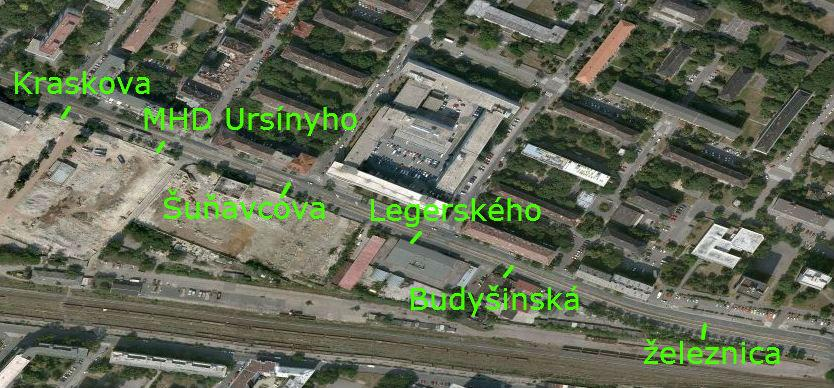 Kraskova
MHD Ursínyho
Šuňavcova
Legerského
Budyšinská
železnica